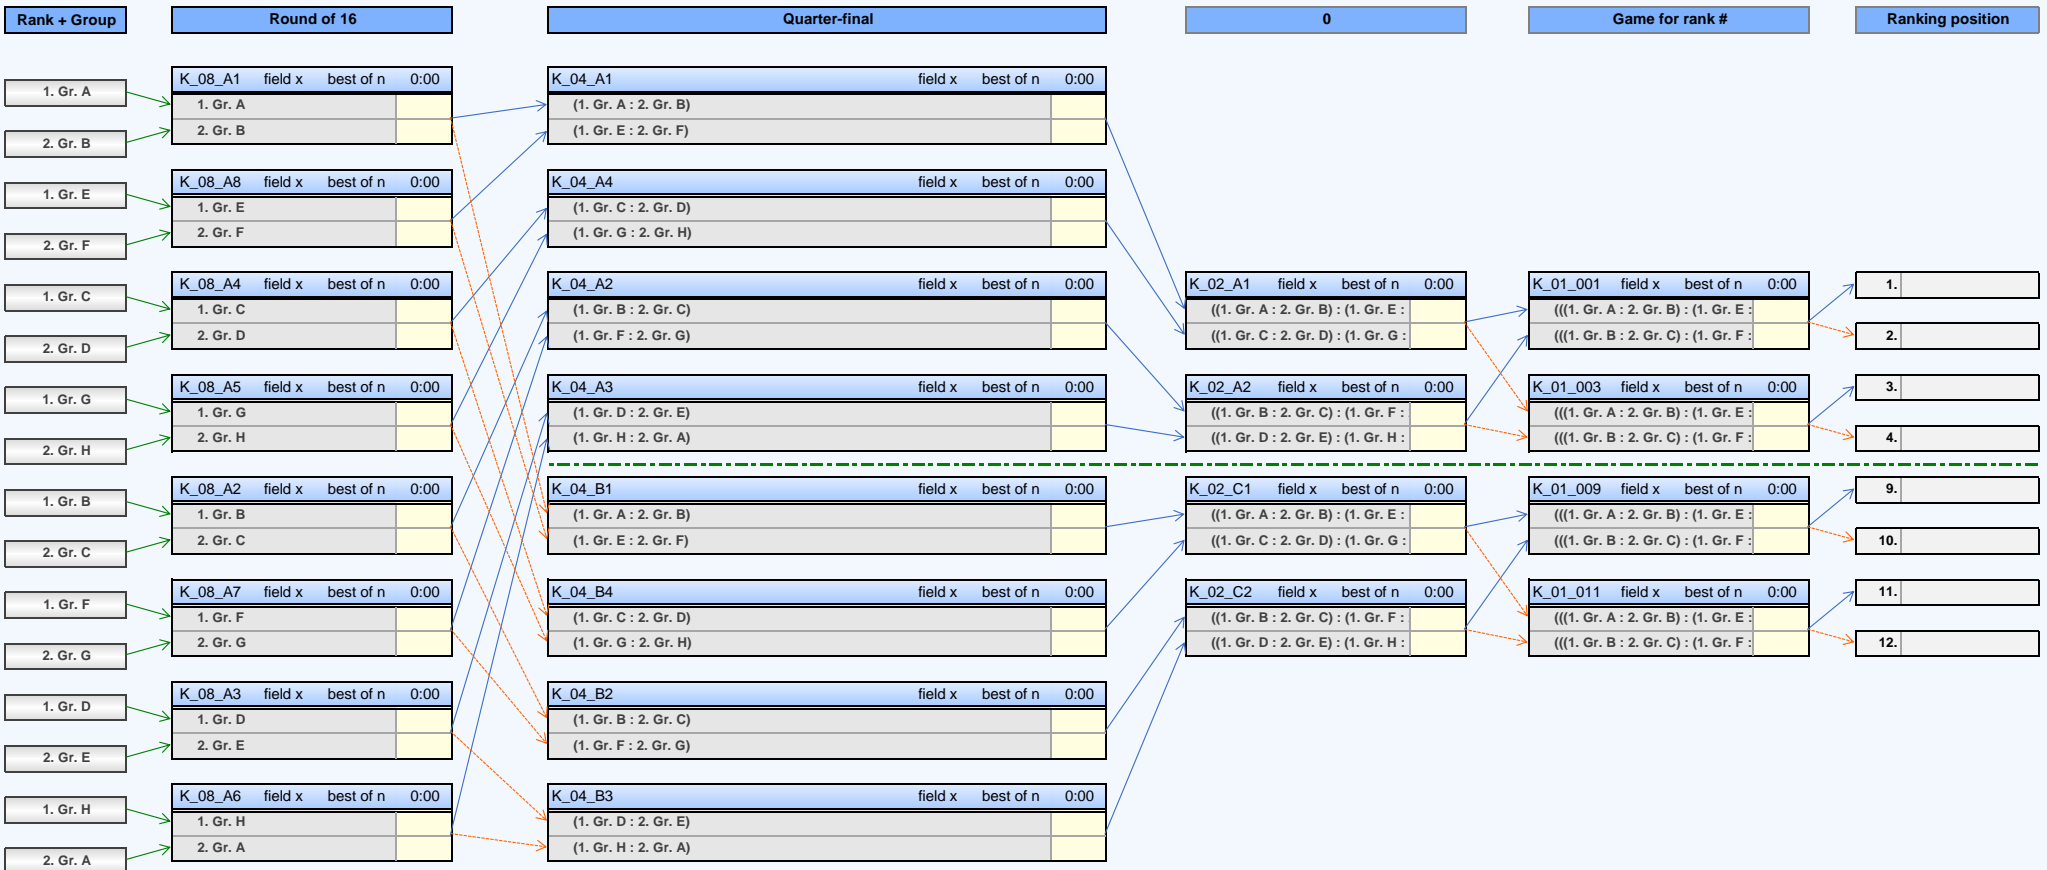 Rank + Group
Round of 16
Quarter-final
0
Game for rank #
Ranking position
1. Gr. A
2. Gr. B
1. Gr. E
2. Gr. F
1. Gr. C
2. Gr. D
1. Gr. G
2. Gr. H
1. Gr. B
2. Gr. C
1. Gr. F
2. Gr. G
1. Gr. D
2. Gr. E
1. Gr. H
2. Gr. A
K_08_A1 field x best of n 0:00
1. Gr. A
2. Gr. B
K_08_A8 field x best of n 0:00
1. Gr. E
2. Gr. F
K_08_A4 field x best of n 0:00
1. Gr. C
2. Gr. D
K_08_A5 field x best of n 0:00
1. Gr. G
2. Gr. H
K_08_A2 field x best of n 0:00
1. Gr. B
2. Gr. C
K_08_A7 field x best of n 0:00
1. Gr. F
2. Gr. G
K_08_A3 field x best of n 0:00
1. Gr. D
2. Gr. E
K_08_A6 field x best of n 0:00
1. Gr. H
2. Gr. A
K_04_A1 field x best of n 0:00
(1. Gr. A : 2. Gr. B)
(1. Gr. E : 2. Gr. F)
K_04_A4 field x best of n 0:00
(1. Gr. C : 2. Gr. D)
(1. Gr. G : 2. Gr. H)
K_04_A2 field x best of n 0:00
(1. Gr. B : 2. Gr. C)
(1. Gr. F : 2. Gr. G)
K_04_A3 field x best of n 0:00
(1. Gr. D : 2. Gr. E)
(1. Gr. H : 2. Gr. A)
K_04_B1 field x best of n 0:00
(1. Gr. A : 2. Gr. B)
(1. Gr. E : 2. Gr. F)
K_04_B4 field x best of n 0:00
(1. Gr. C : 2. Gr. D)
(1. Gr. G : 2. Gr. H)
K_04_B2 field x best of n 0:00
(1. Gr. B : 2. Gr. C)
(1. Gr. F : 2. Gr. G)
K_04_B3 field x best of n 0:00
(1. Gr. D : 2. Gr. E)
(1. Gr. H : 2. Gr. A)
K_02_A1 field x best of n 0:00
((1. Gr. A : 2. Gr. B) : (1. Gr. E :
((1. Gr. C : 2. Gr. D) : (1. Gr. G :
K_02_A2 field x best of n 0:00
((1. Gr. B : 2. Gr. C) : (1. Gr. F :
((1. Gr. D : 2. Gr. E) : (1. Gr. H :
K_02_C1 field x best of n 0:00
((1. Gr. A : 2. Gr. B) : (1. Gr. E :
((1. Gr. C : 2. Gr. D) : (1. Gr. G :
K_02_C2 field x best of n 0:00
((1. Gr. B : 2. Gr. C) : (1. Gr. F :
((1. Gr. D : 2. Gr. E) : (1. Gr. H :
K_01_001 field x best of n 0:00
(((1. Gr. A : 2. Gr. B) : (1. Gr. E :
(((1. Gr. B : 2. Gr. C) : (1. Gr. F :
K_01_003 field x best of n 0:00
(((1. Gr. A : 2. Gr. B) : (1. Gr. E :
(((1. Gr. B : 2. Gr. C) : (1. Gr. F :
K_01_009 field x best of n 0:00
(((1. Gr. A : 2. Gr. B) : (1. Gr. E :
(((1. Gr. B : 2. Gr. C) : (1. Gr. F :
K_01_011 field x best of n 0:00
(((1. Gr. A : 2. Gr. B) : (1. Gr. E :
(((1. Gr. B : 2. Gr. C) : (1. Gr. F :
1.
2.
3.
4.
9.
10.
11.
12.